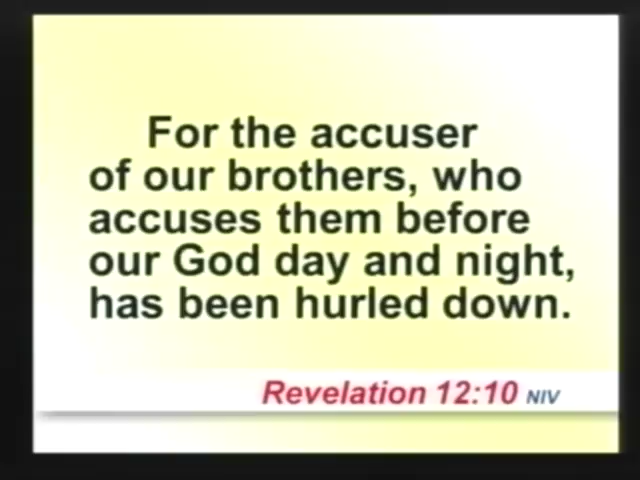 For the accuser
of our brothers, who
accuses them before
our God day and night,
has been hurled down.
Revelation 12:10 NIV